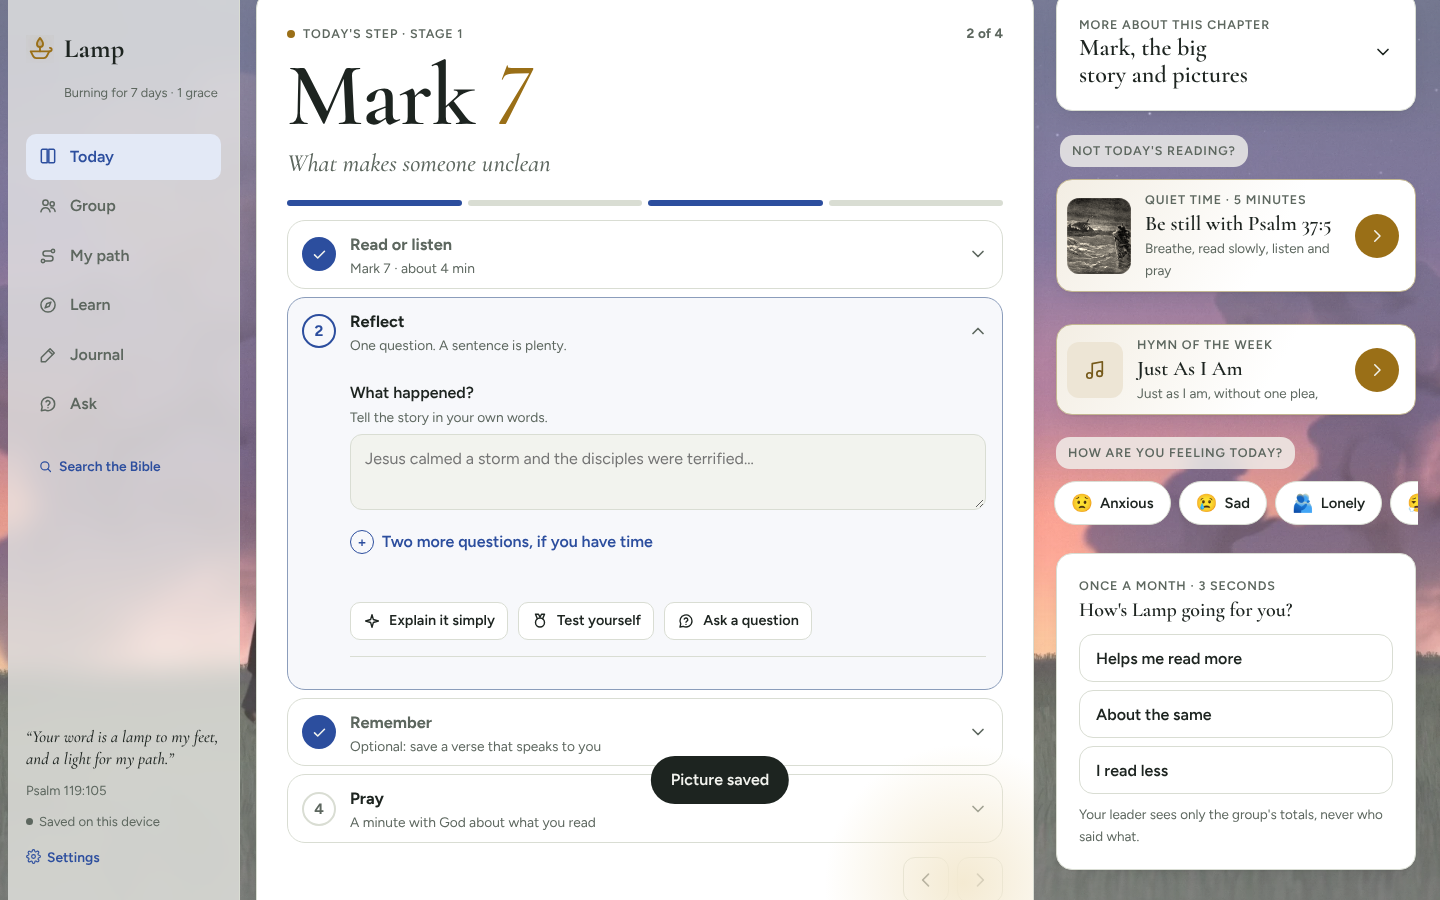 Lamp
Burning for 7 days · 1 grace
Today
Group
My path
Learn
Journal
Ask
Search the Bible
“Your word is a lamp to my feet,
and a light for my path.”
Psalm 119:105
Saved on this device
Settings
TODAY'S STEP · STAGE 1
2 of 4
Mark 7
What makes someone unclean
Read or listen
Mark 7 · about 4 min
2
Reflect
One question. A sentence is plenty.
What happened?
Tell the story in your own words.
Jesus calmed a storm and the disciples were terrified…
+ Two more questions, if you have time
Explain it simply
Test yourself
Ask a question
Remember
Optional: save a verse that speaks to you
Picture saved
4
Pray
A minute with God about what you read
MORE ABOUT THIS CHAPTER
Mark, the big
story and pictures
NOT TODAY'S READING?
QUIET TIME · 5 MINUTES
Be still with Psalm 37:5
Breathe, read slowly, listen and
pray
HYMN OF THE WEEK
Just As I Am
Just as I am, without one plea,
HOW ARE YOU FEELING TODAY?
Anxious
Sad
Lonely
ONCE A MONTH · 3 SECONDS
How's Lamp going for you?
Helps me read more
About the same
I read less
Your leader sees only the group's totals, never who
said what.